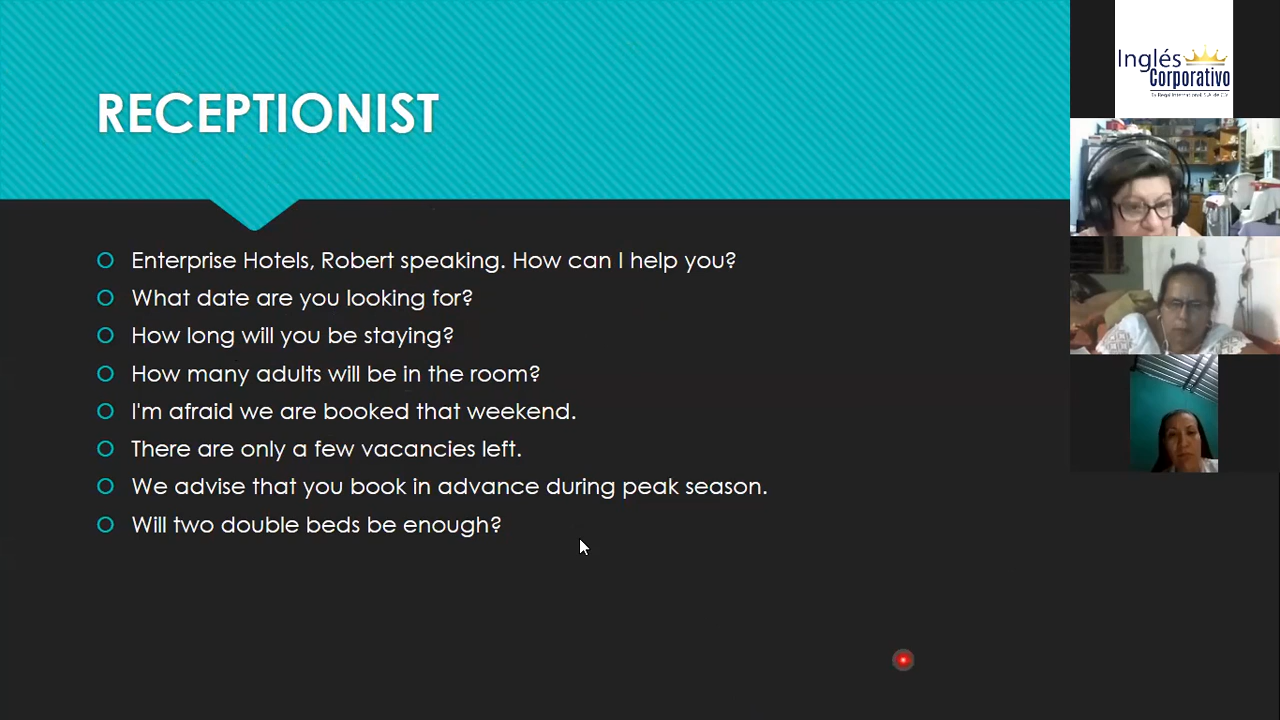 RECEPTIONIST
Enterprise Hotels, Robert speaking. How can I help you?
What date are you looking for?
How long will you be staying?
How many adults will be in the room?
I'm afraid we are booked that weekend.
There are only a few vacancies left.
We advise that you book in advance during peak season.
Will two double beds be enough?
Inglés
Corporativo